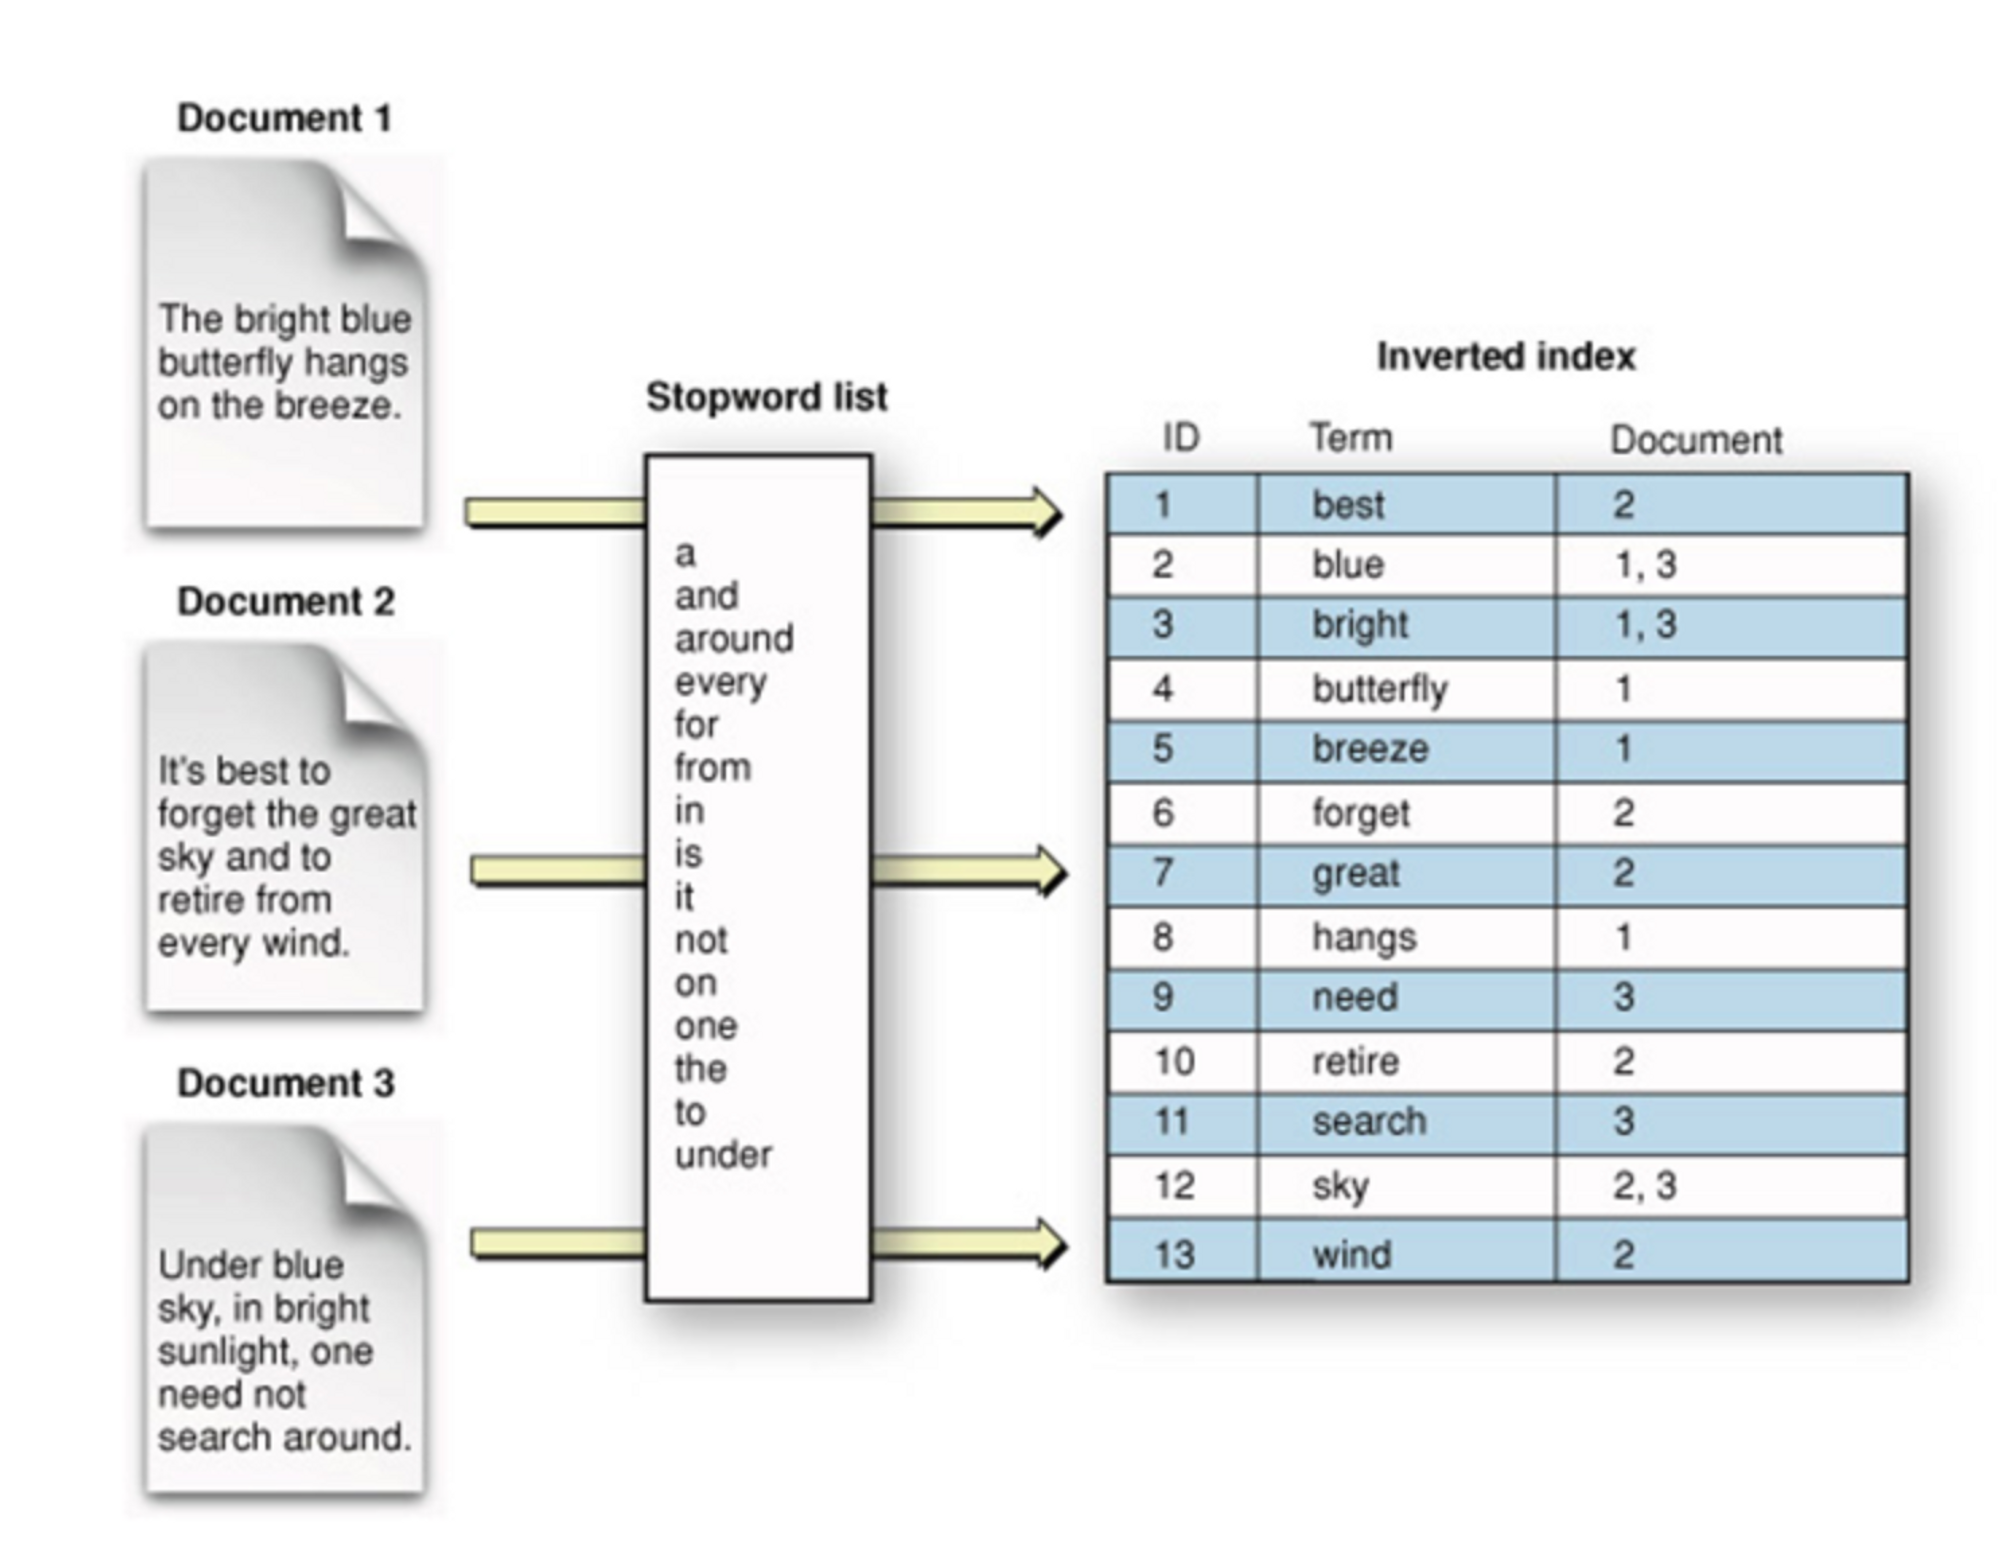 Document 1
The bright blue
butterfly hangs
on the breeze.
Document 2
It's best to
forget the great
sky and to
retire from
every wind.
Document 3
Under blue
sky, in bright
sunlight, one
need not
search around.
Stopword list
a
and
around
every
for
from
in
is
it
not
on
one
the
to
under
Inverted index
ID Term Document
1 best 2
2 blue 1, 3
3 bright 1, 3
4 butterfly 1
5 breeze 1
6 forget 2
7 great 2
8 hangs 1
9 need 3
10 retire 2
11 search 3
12 sky 2, 3
13 wind 2